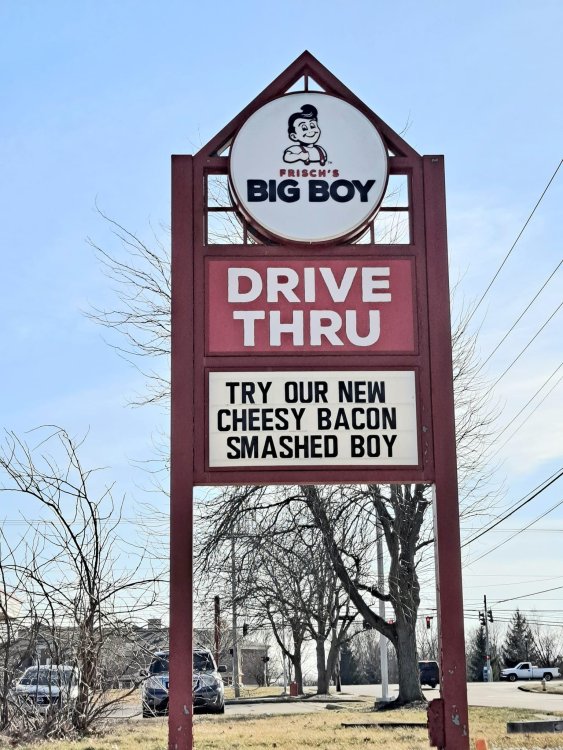 FRISCH'S
BIG BOY
DRIVE
THRU
TRY OUR NEW
CHEESY BACON
SMASHED BOY